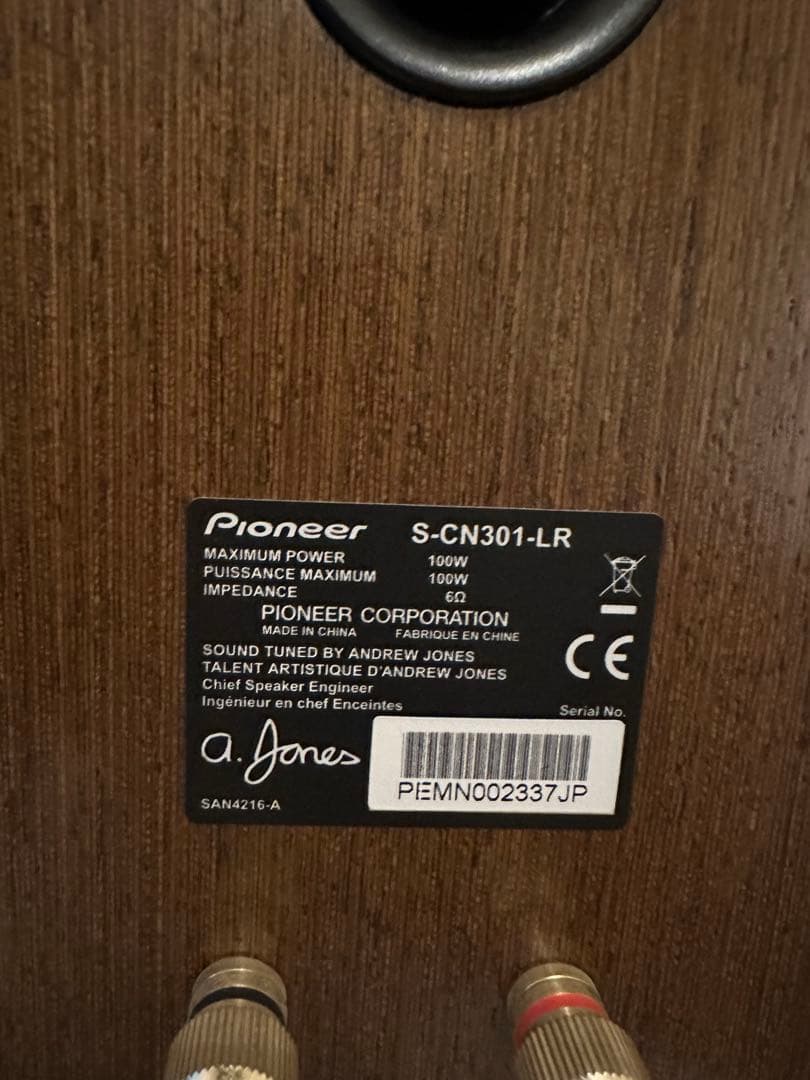 Pioneer S-CN301-LR
MAXIMUM POWER 100W
PUISSANCE MAXIMUM 100W
IMPEDANCE 6Ω
PIONEER CORPORATION
MADE IN CHINA FABRIQUE EN CHINE
SOUND TUNED BY ANDREW JONES
TALENT ARTISTIQUE D'ANDREW JONES
Chief Speaker Engineer
Ingénieur en chef Enceintes
CE
Serial No.
a. Jones
PEMN002337JP
SAN4216-A